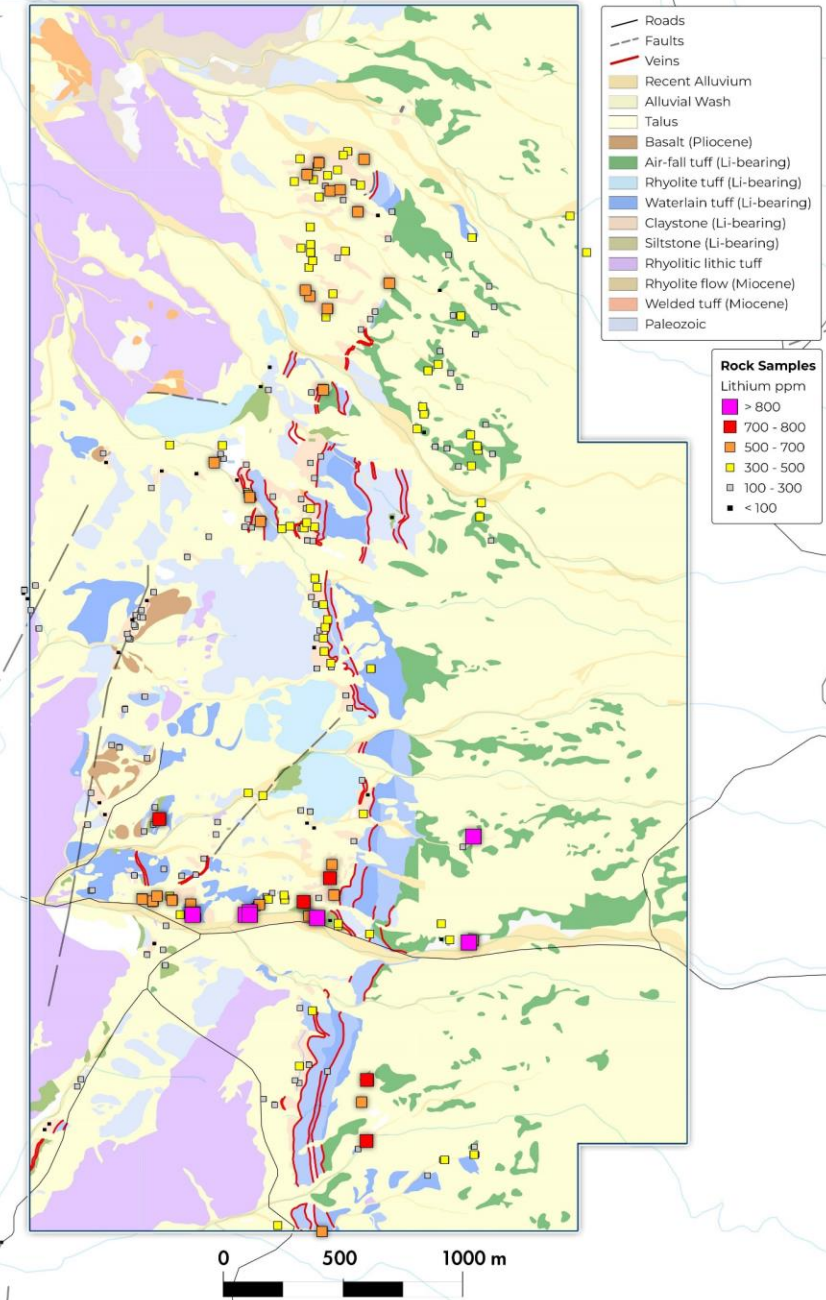 Roads
Faults
Veins
Recent Alluvium
Alluvial Wash
Talus
Basalt (Pliocene)
Air-fall tuff (Li-bearing)
Rhyolite tuff (Li-bearing)
Waterlain tuff (Li-bearing)
Claystone (Li-bearing)
Siltstone (Li-bearing)
Rhyolitic lithic tuff
Rhyolite flow (Miocene)
Welded tuff (Miocene)
Paleozoic
Rock Samples
Lithium ppm
> 800
700 - 800
500 - 700
300 - 500
100 - 300
< 100
0 500 1000 m